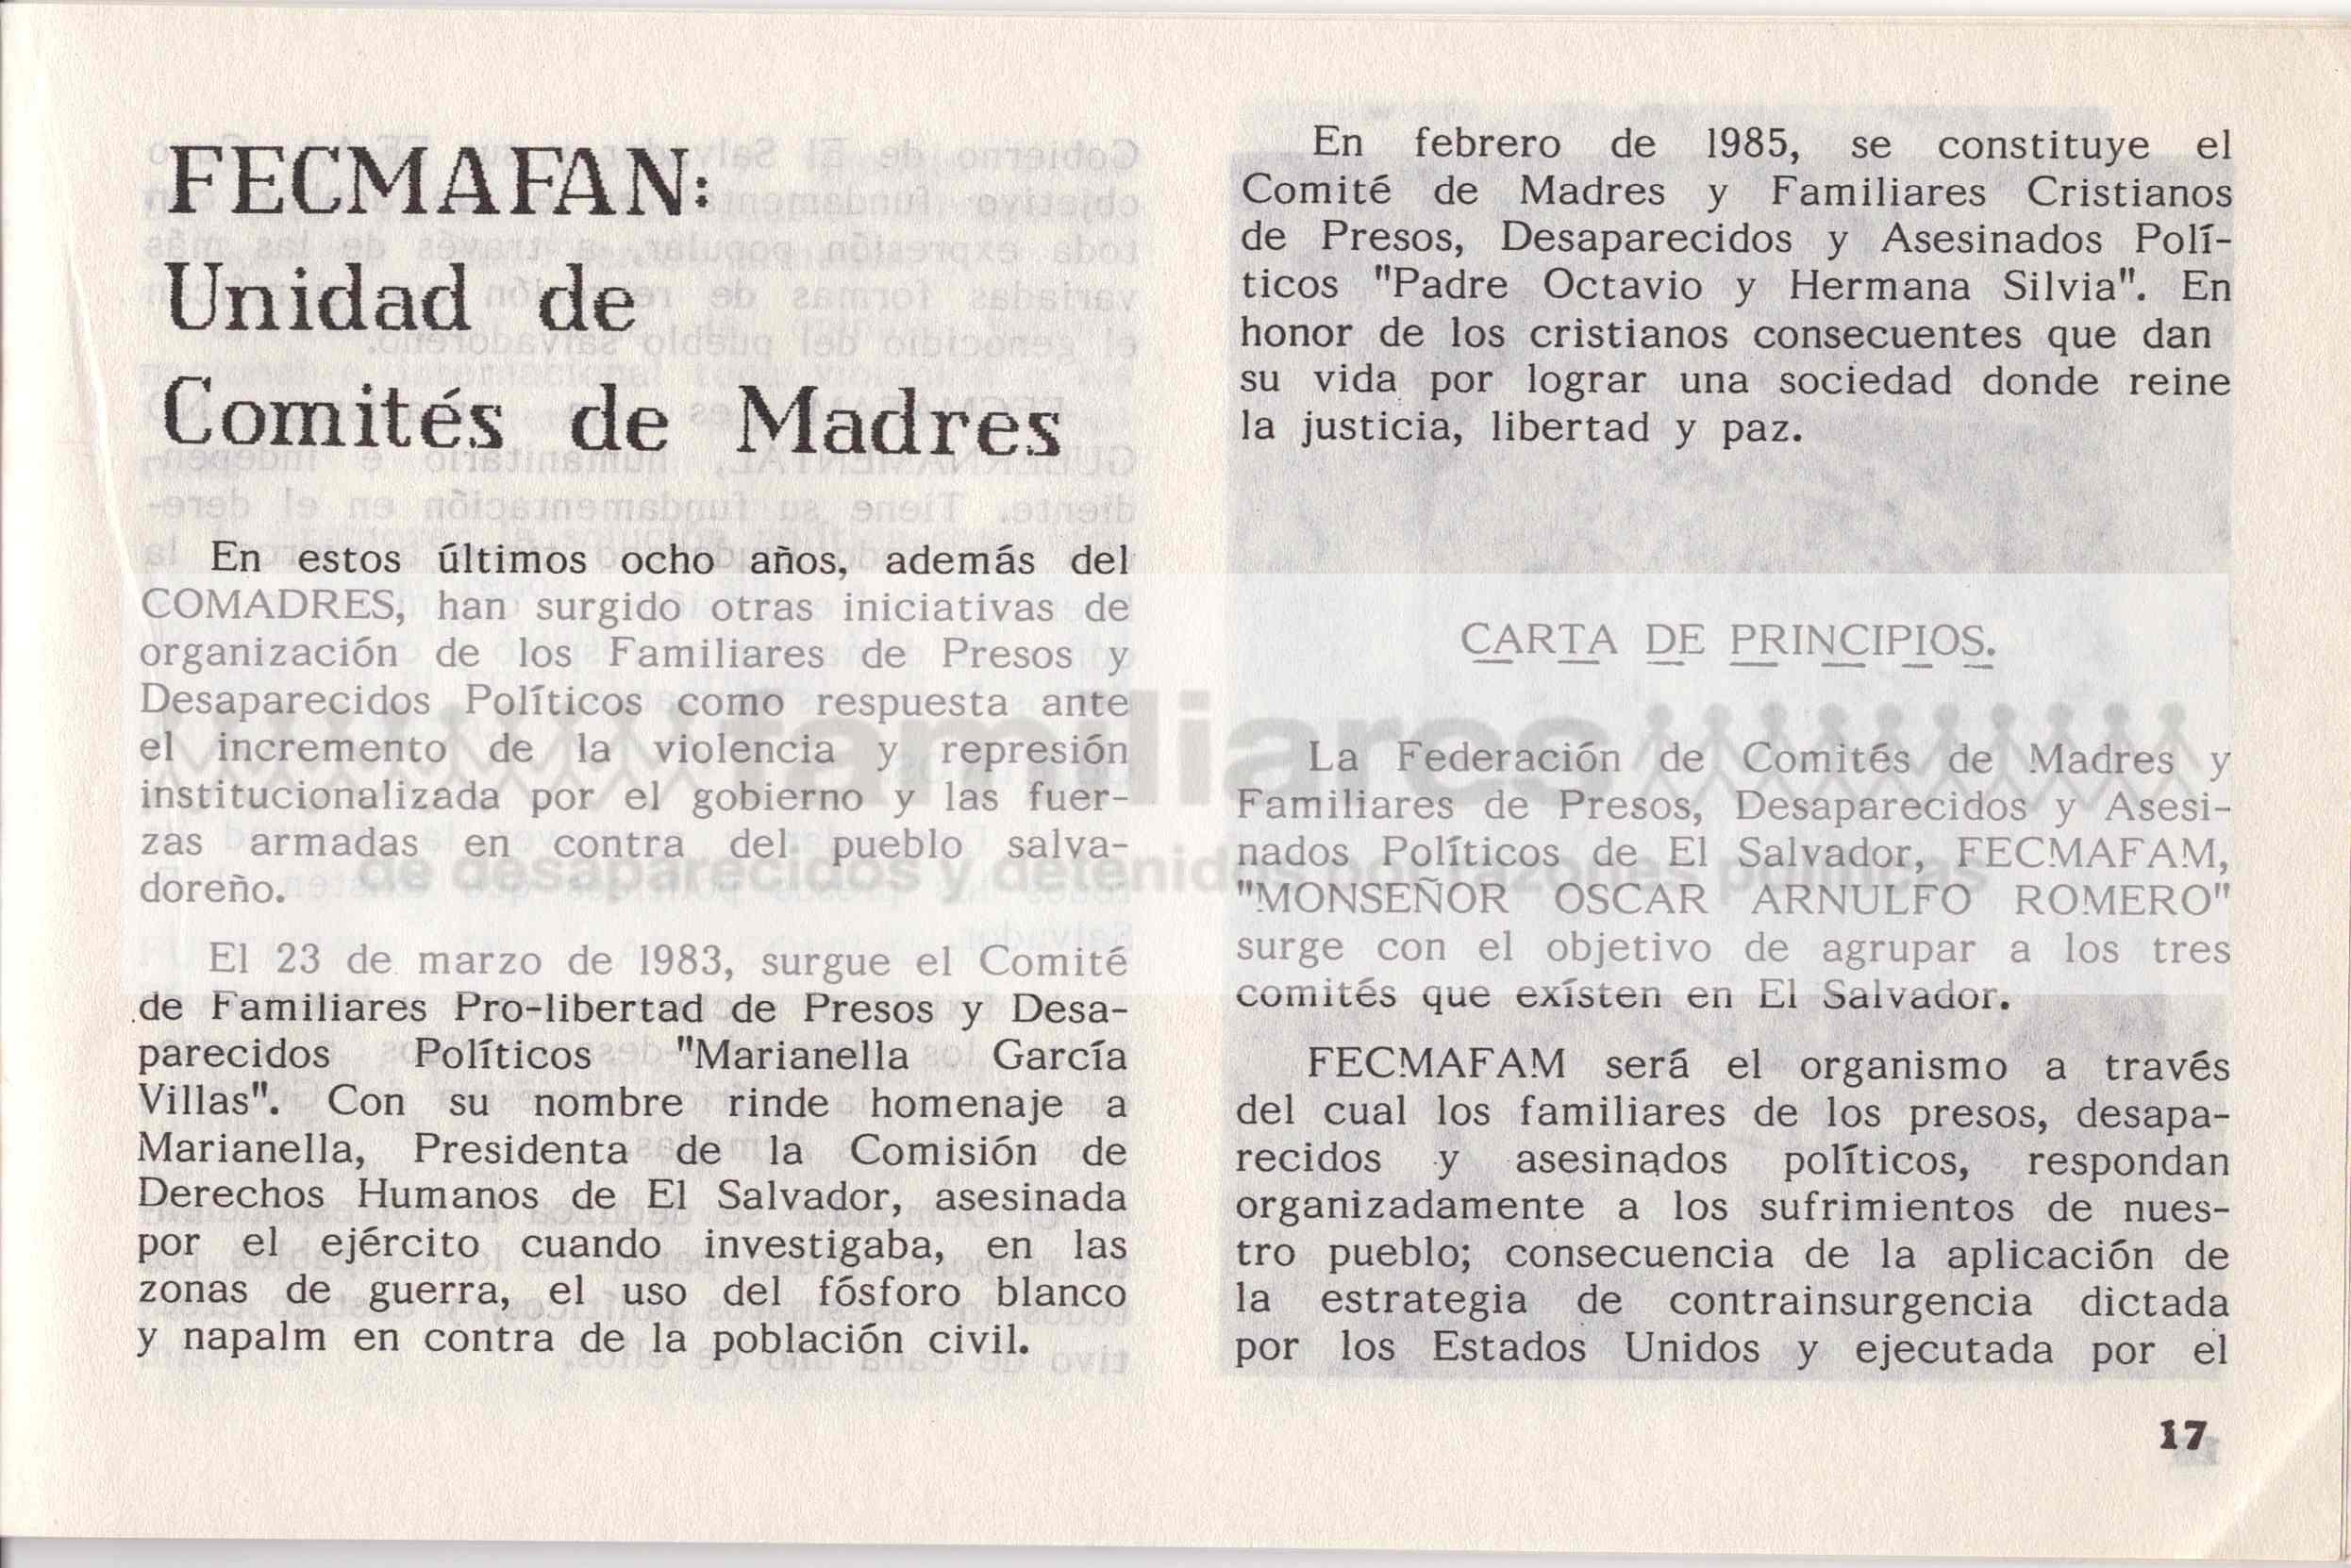 FECMAFAN:
Unidad de
Comités de Madres
En estos últimos ocho años, además del
COMADRES, han surgido otras iniciativas de
organización de los Familiares de Presos y
Desaparecidos Políticos como respuesta ante
el incremento de la violencia y represión
institucionalizada por el gobierno y las fuer-
zas armadas en contra del pueblo salva-
doreño.
El 23 de marzo de 1983, surgue el Comité
de Familiares Pro-libertad de Presos y Desa-
parecidos Políticos "Marianella García
Villas". Con su nombre rinde homenaje a
Marianella, Presidenta de la Comisión de
Derechos Humanos de El Salvador, asesinada
por el ejército cuando investigaba, en las
zonas de guerra, el uso del fósforo blanco
y napalm en contra de la población civil.
En febrero de 1985, se constituye el
Comité de Madres y Familiares Cristianos
de Presos, Desaparecidos y Asesinados Polí-
ticos "Padre Octavio y Hermana Silvia". En
honor de los cristianos consecuentes que dan
su vida por lograr una sociedad donde reine
la justicia, libertad y paz.
CARTA DE PRINCIPIOS.
La Federación de Comités de Madres y
Familiares de Presos, Desaparecidos y Asesi-
nados Políticos de El Salvador, FECMAFAM,
"MONSEÑOR OSCAR ARNULFO ROMERO"
surge con el objetivo de agrupar a los tres
comités que exísten en El Salvador.
FECMAFAM será el organismo a través
del cual los familiares de los presos, desapa-
recidos y asesinados políticos, respondan
organizadamente a los sufrimientos de nues-
tro pueblo; consecuencia de la aplicación de
la estrategia de contrainsurgencia dictada
por los Estados Unidos y ejecutada por el
17
familiares
de desaparecidos y detenidos por razones políticas